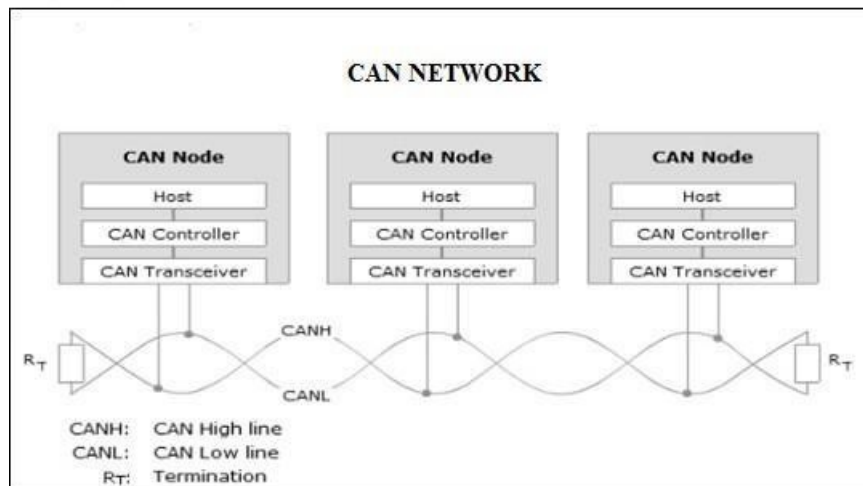 CAN NETWORK
CAN Node
Host
CAN Controller
CAN Transceiver
CAN Node
Host
CAN Controller
CAN Transceiver
CAN Node
Host
CAN Controller
CAN Transceiver
CANH
CANL
RT
RT
CANH: CAN High line
CANL: CAN Low line
RT: Termination